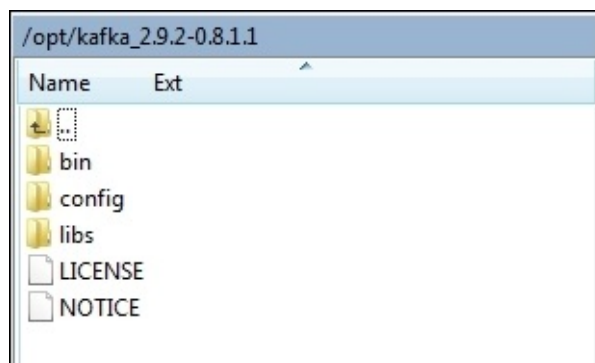 /opt/kafka_2.9.2-0.8.1.1
Name Ext
..
bin
config
libs
LICENSE
NOTICE